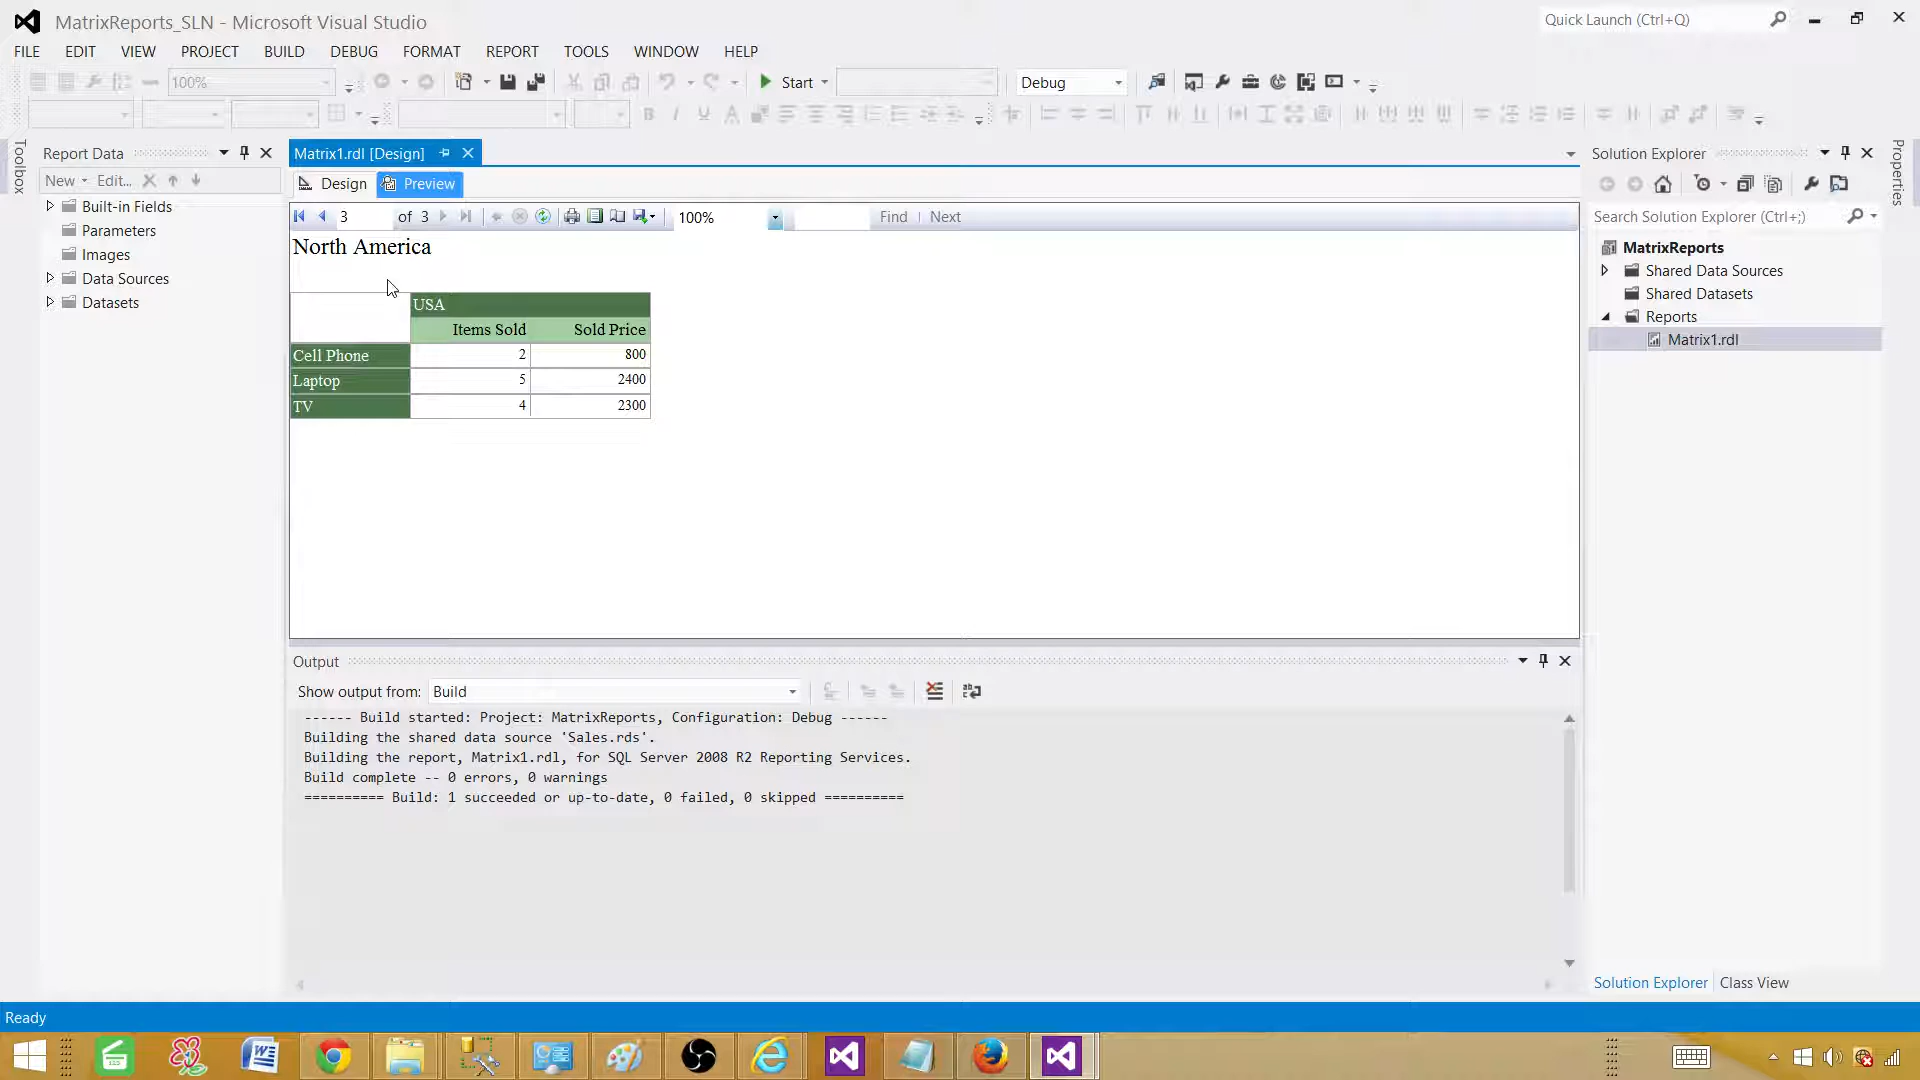 MatrixReports_SLN - Microsoft Visual Studio
Quick Launch (Ctrl+Q)
FILE EDIT VIEW PROJECT BUILD DEBUG FORMAT REPORT TOOLS WINDOW HELP
100% Start Debug
Toolbox
Report Data
New Edit...
Built-in Fields
Parameters
Images
Data Sources
Datasets
Matrix1.rdl [Design]
Design Preview
3 of 3 100% Find Next
North America
USA
Items Sold Sold Price
Cell Phone 2 800
Laptop 5 2400
TV 4 2300
Output
Show output from: Build
------ Build started: Project: MatrixReports, Configuration: Debug ------
Building the shared data source 'Sales.rds'.
Building the report, Matrix1.rdl, for SQL Server 2008 R2 Reporting Services.
Build complete -- 0 errors, 0 warnings
========== Build: 1 succeeded or up-to-date, 0 failed, 0 skipped ==========
Solution Explorer
Search Solution Explorer (Ctrl+;)
MatrixReports
Shared Data Sources
Shared Datasets
Reports
Matrix1.rdl
Solution Explorer Class View
Properties
Ready